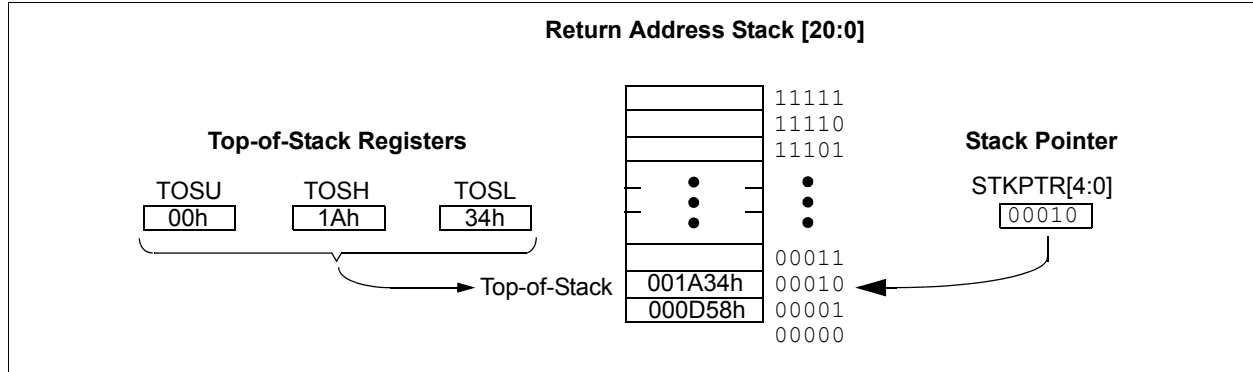 Return Address Stack [20:0]
11111
11110
Top-of-Stack Registers
11101
Stack Pointer
TOSU TOSH TOSL
STKPTR[4:0]
00h 1Ah 34h
00010
00011
Top-of-Stack 001A34h 00010
000D58h 00001
00000